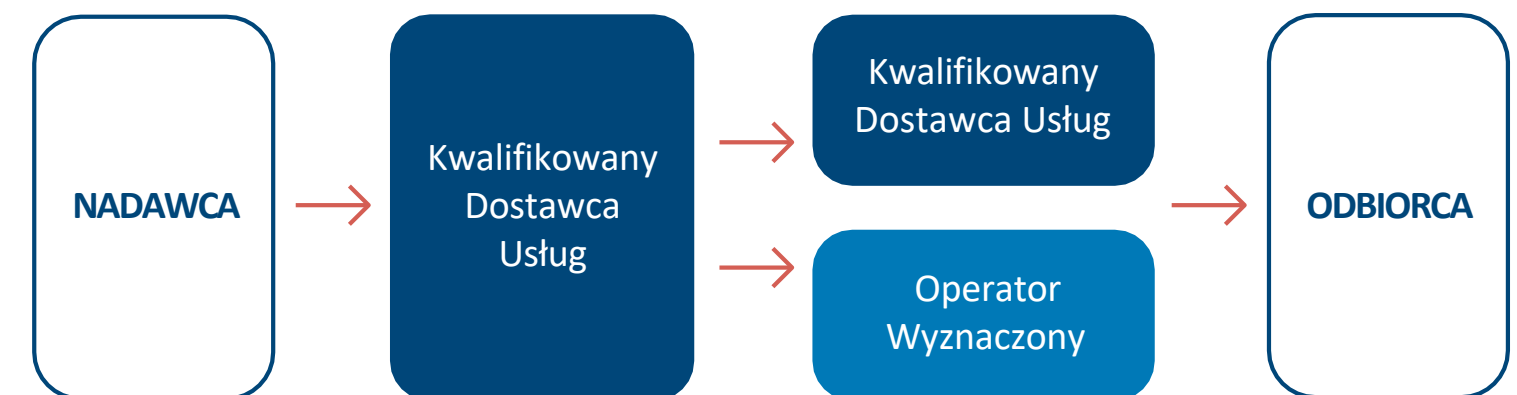 NADAWCA
Kwalifikowany
Dostawca
Usług
Kwalifikowany
Dostawca Usług
Operator
Wyznaczony
ODBIORCA